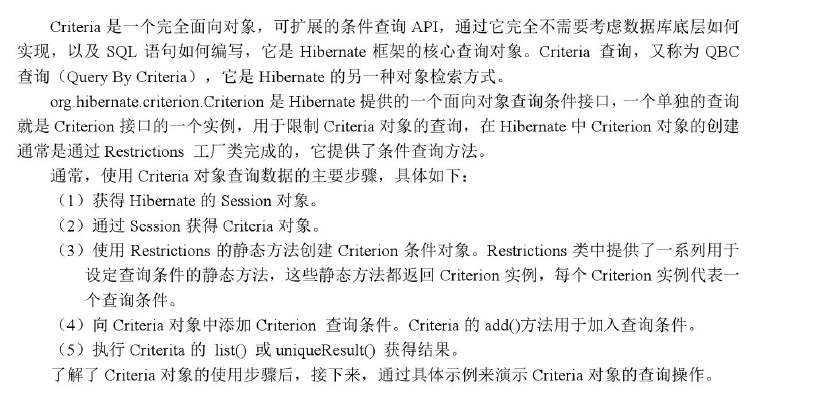 Criteria 是一个完全面向对象，可扩展的条件查询 API，通过它完全不需要考虑数据库底层如何
实现，以及 SQL 语句如何编写，它是 Hibernate 框架的核心查询对象。Criteria 查询，又称为 QBC
查询（Query By Criteria），它是 Hibernate 的另一种对象检索方式。
org.hibernate.criterion.Criterion 是 Hibernate 提供的一个面向对象查询条件接口，一个单独的查询
就是 Criterion 接口的一个实例，用于限制 Criteria 对象的查询，在 Hibernate 中 Criterion 对象的创建
通常是通过 Restrictions 工厂类完成的，它提供了条件查询方法。
通常，使用 Criteria 对象查询数据的主要步骤，具体如下：
（1）获得 Hibernate 的 Session 对象。
（2）通过 Session 获得 Criteria 对象。
（3）使用 Restrictions 的静态方法创建 Criterion 条件对象。Restrictions 类中提供了一系列用于
设定查询条件的静态方法，这些静态方法都返回 Criterion 实例，每个 Criterion 实例代表一
个查询条件。
（4）向 Criteria 对象中添加 Criterion 查询条件。Criteria 的 add()方法用于加入查询条件。
（5）执行 Criterita 的 list() 或 uniqueResult() 获得结果。
了解了 Criteria 对象的使用步骤后，接下来，通过具体示例来演示 Criteria 对象的查询操作。